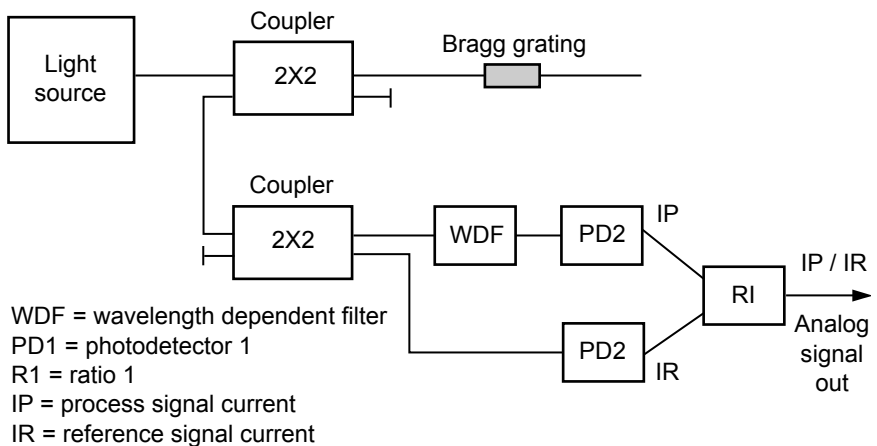 Coupler
Light
source
2X2
Bragg grating
Coupler
2X2
WDF
PD2
IP
RI
IP / IR
Analog
signal
out
PD2
IR
WDF = wavelength dependent filter
PD1 = photodetector 1
R1 = ratio 1
IP = process signal current
IR = reference signal current